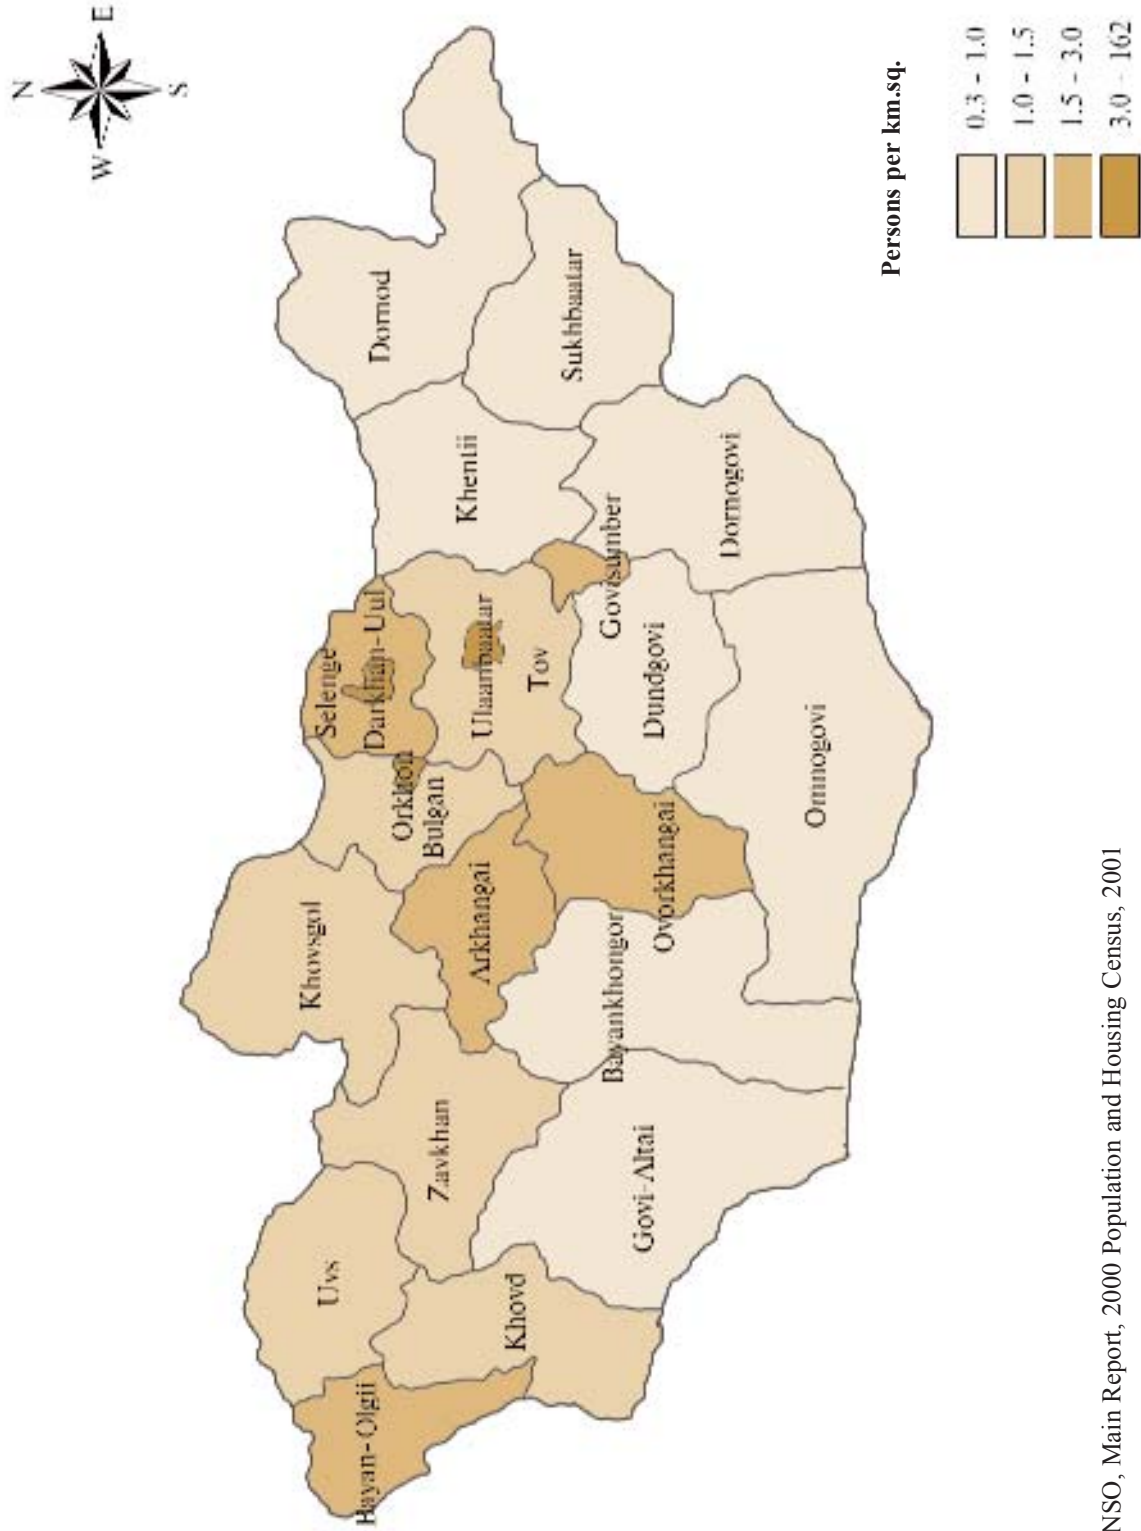 N
W
E
S
Bayan-Olgii
Uvs
Khovd
Zavkhan
Govi-Altai
Khovsgol
Arkhangai
Bayankhongor
Ovorkhangai
Orkhon
Bulgan
Selenge
Darkhan-Uul
Ulaanbaatar
Tov
Govisumber
Dundgovi
Omnogovi
Khentii
Dornogovi
Dornod
Sukhbaatar
Persons per km.sq.
0.3 - 1.0
1.0 - 1.5
1.5 - 3.0
3.0 - 162
NSO, Main Report, 2000 Population and Housing Census, 2001